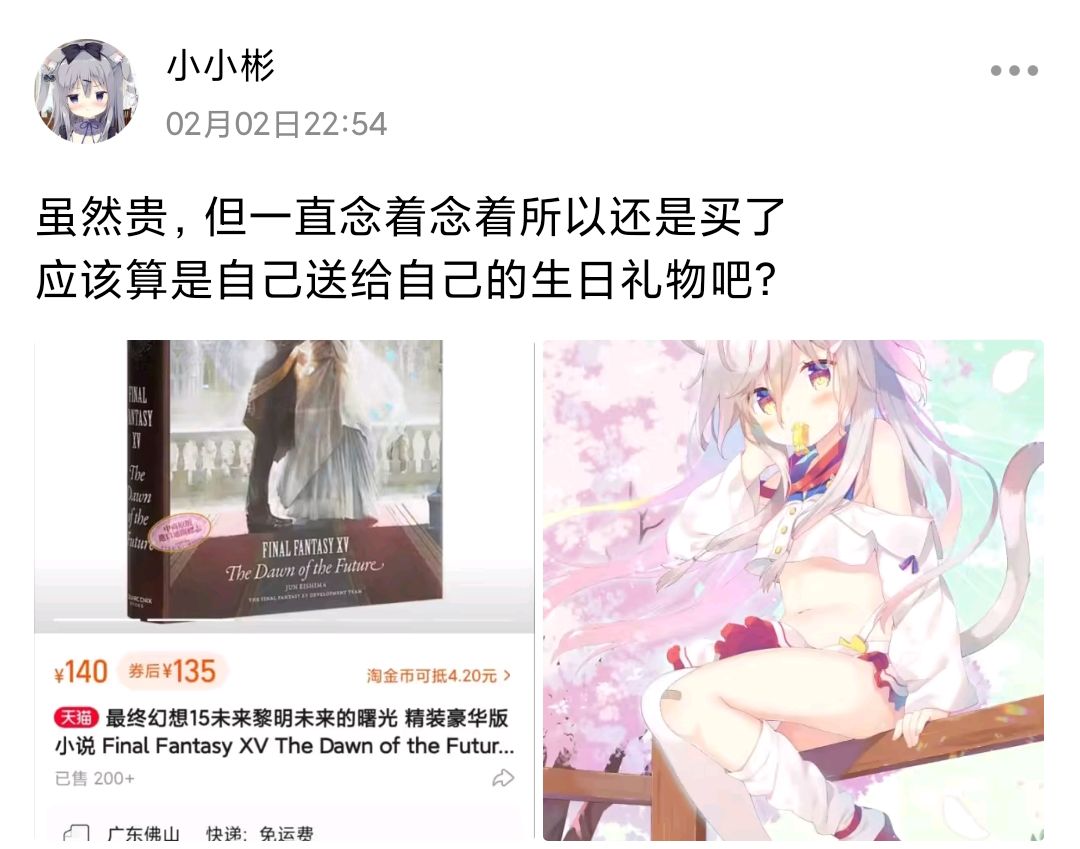 小小彬
02月02日22:54
虽然贵,但一直念着念着所以还是买了
应该算是自己送给自己的生日礼物吧?
FINAL
FANTASY
XV
The
Dawn
of the
Future
FINAL FANTASY XV
The Dawn of the Future
JUN EISHIMA
THE FINAL FANTASY XV DEVELOPMENT TEAM
SQUARE ENIX
BOOKS
¥140 券后¥135 淘金币可抵4.20元 >
天猫 最终幻想15未来黎明未来的曙光 精装豪华版
小说 Final Fantasy XV The Dawn of the Futur...
已售 200+
广东佛山 快递: 免运费